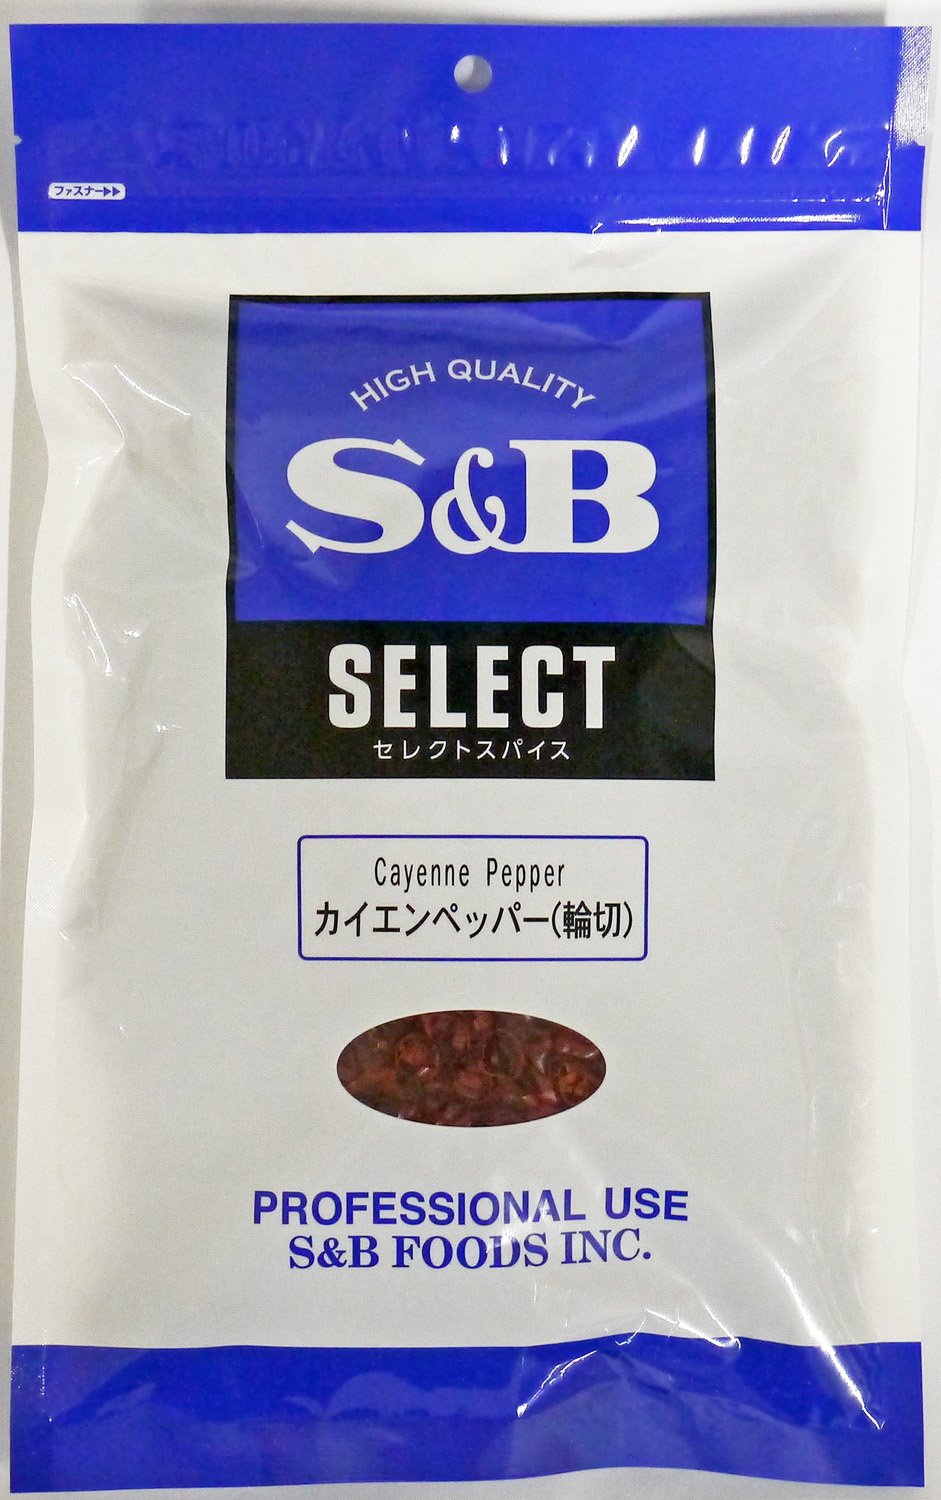 ファスナー▶▶
HIGH QUALITY
S&B
SELECT
セレクトスパイス
Cayenne Pepper
カイエンペッパー(輪切)
PROFESSIONAL USE
S&B FOODS INC.